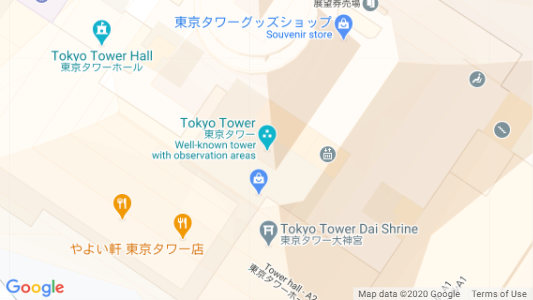 展望券売場
東京タワーグッズショップ
Souvenir store
Tokyo Tower Hall
東京タワーホール
Tokyo Tower
東京タワー
Well-known tower
with observation areas
Tokyo Tower Dai Shrine
東京タワー大神宮
やよい軒 東京タワー店
Tower hall - A2
東京タワーホー
A1
A1
Google
Map data ©2020 Google
Terms of Use